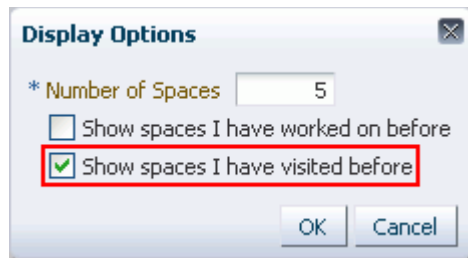 Display Options
* Number of Spaces 5
Show spaces I have worked on before
Show spaces I have visited before
OK Cancel